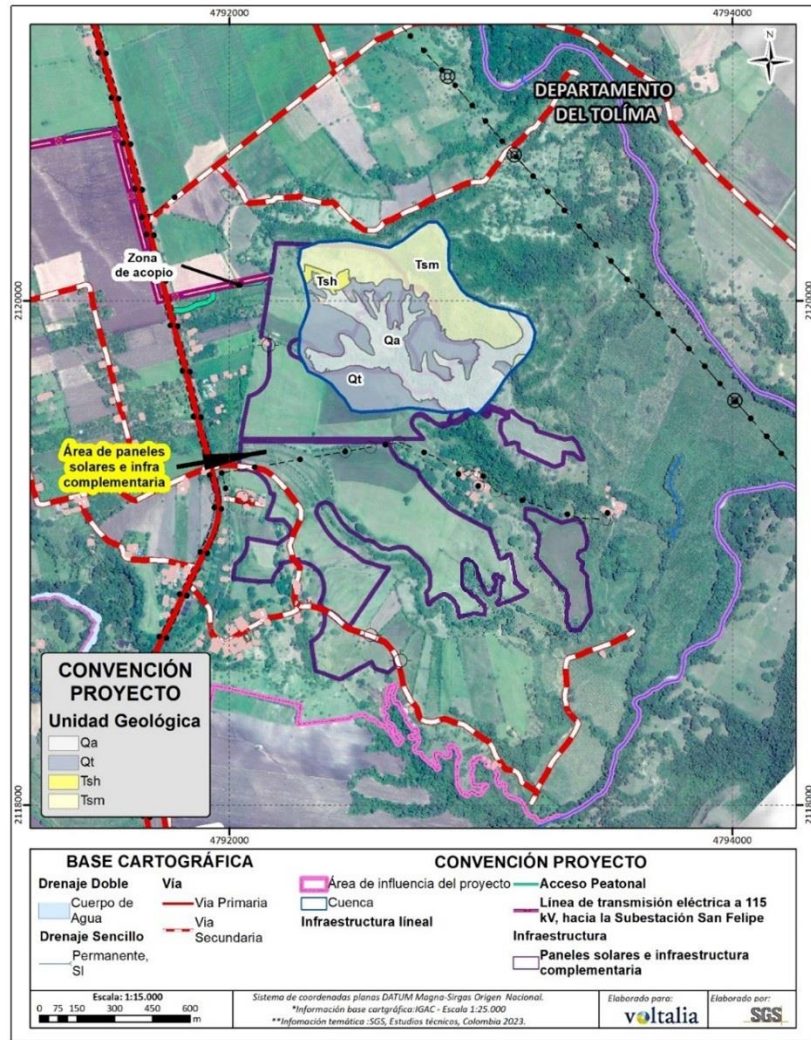 4792000
4794000
N
DEPARTAMENTO
DEL TOLÍMA
Zona
de acopio
Tsm
Tsh
2120000
2120000
Qa
Qt
Área de paneles
solares e infra
complementaria
CONVENCIÓN
PROYECTO
Unidad Geológica
Qa
Qt
Tsh
Tsm
2118000
2118000
4792000
4794000
BASE CARTOGRÁFICA
Drenaje Doble
Cuerpo de
Agua
Drenaje Sencillo
Permanente,
SI
Vía
Via Primaria
Via
Secundaria
CONVENCIÓN PROYECTO
Área de influencia del proyecto
Cuenca
Infraestructura líneal
Acceso Peatonal
Línea de transmisión eléctrica a 115
kV, hacia la Subestación San Felipe
Infraestructura
Paneles solares e infraestructura
complementaria
Escala: 1:15.000
0 75 150 300 450 600
m
Sistema de coordenadas planas DATUM Magna-Sirgas Origen Nacional.
*Información base cartográfica:IGAC - Escala 1:25.000
**Infomación temática :SGS, Estudios técnicos, Colombia 2023.
Elaborado para:
voltalia
Elaborado por:
SGS